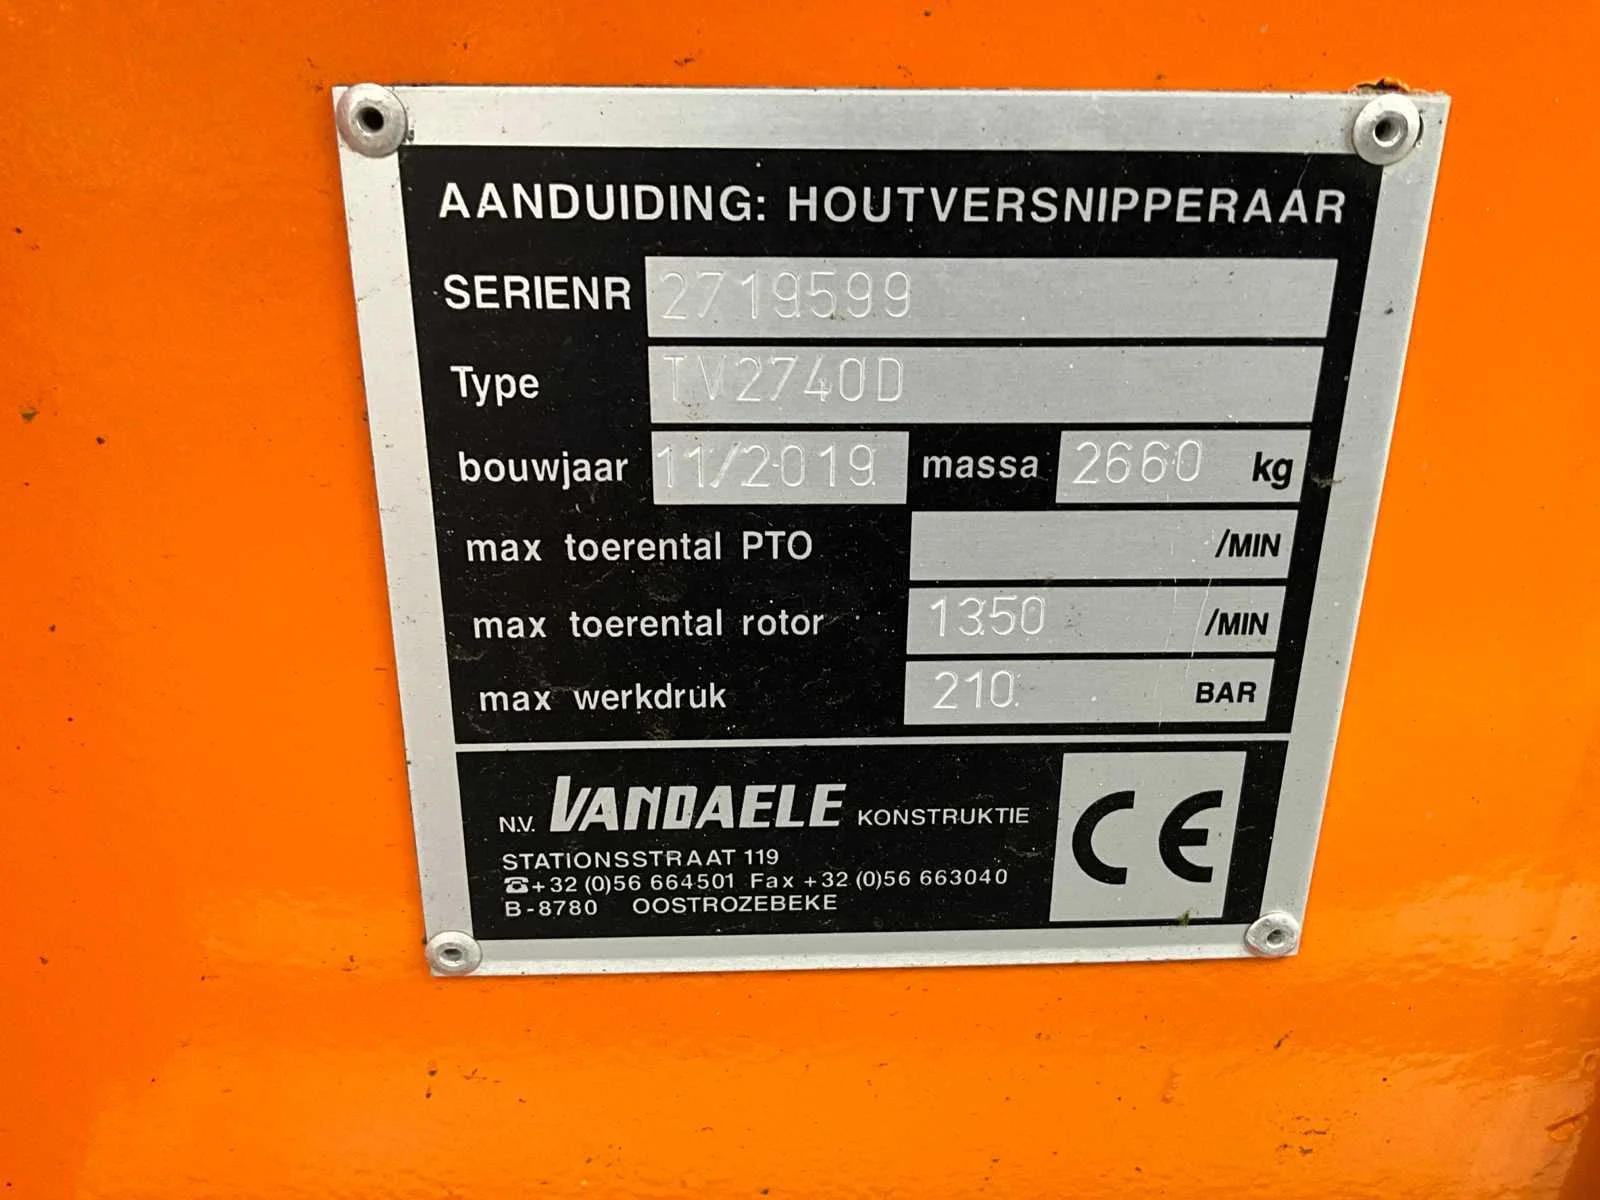 AANDUIDING: HOUTVERSNIPPERAAR
SERIENR 2719599
Type TV2740D
bouwjaar 11/2019 massa 2660 kg
max toerental PTO /MIN
max toerental rotor 1350 /MIN
max werkdruk 210 BAR
N.V. VANDAELE KONSTRUKTIE
STATIONSSTRAAT 119
☎+32 (0)56 664501 Fax +32 (0)56 663040
B-8780 OOSTROZEBEKE
CE